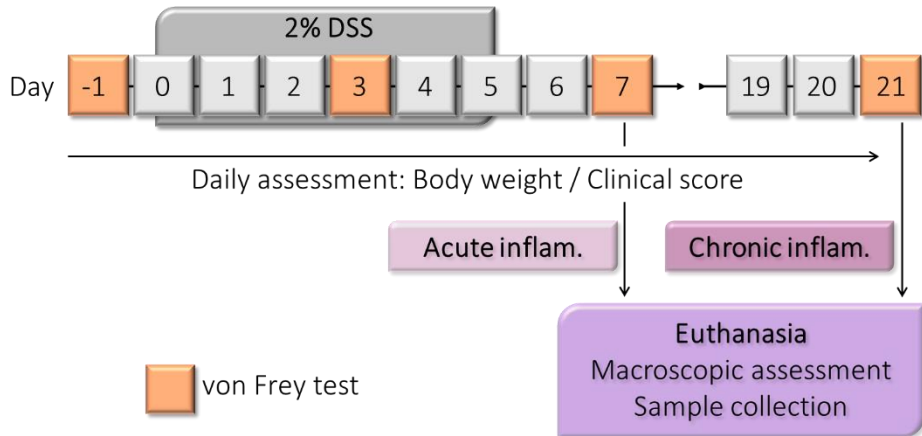 2% DSS
Day -1 0 1 2 3 4 5 6 7 19 20 21
Daily assessment: Body weight / Clinical score
Acute inflam. Chronic inflam.
Euthanasia
Macroscopic assessment
Sample collection
von Frey test